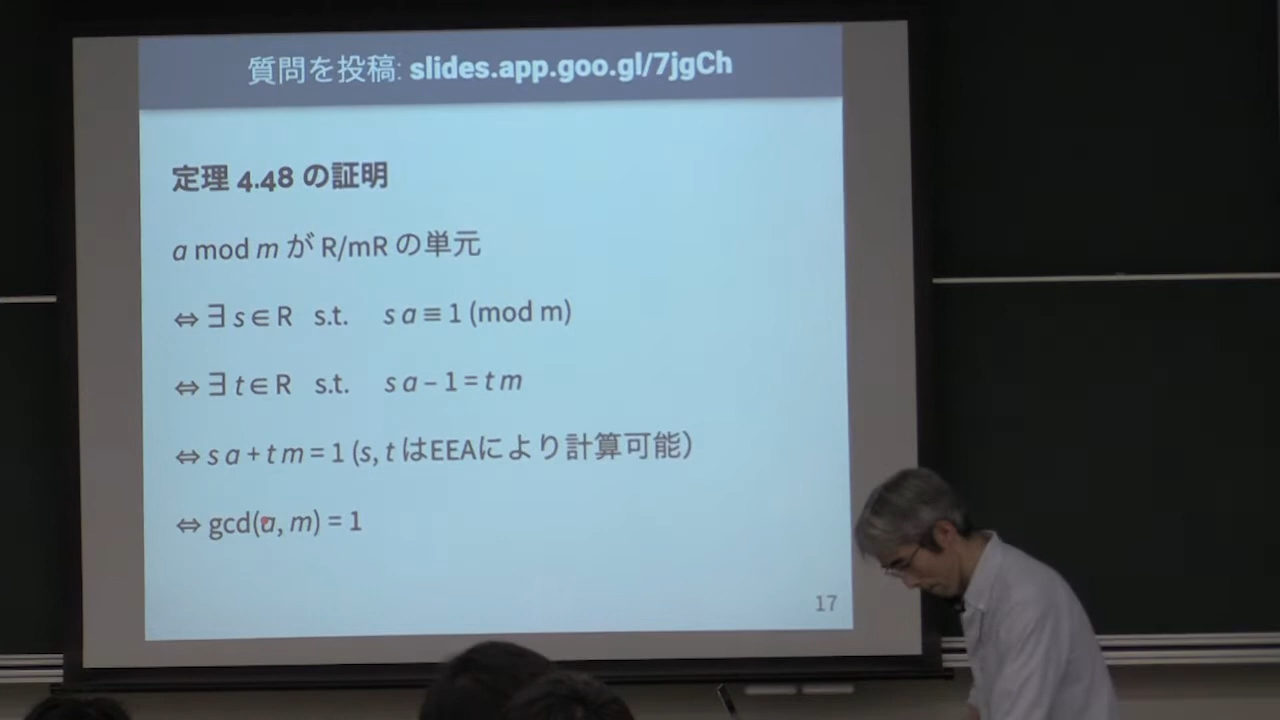 質問を投稿: slides.app.goo.gl/7jgCh
定理 4.48 の証明
a mod m が R/mR の単元
⇔ ∃ s ∈ R s.t. s a ≡ 1 (mod m)
⇔ ∃ t ∈ R s.t. s a – 1 = t m
⇔ s a + t m = 1 (s, t はEEAにより計算可能)
⇔ gcd(a, m) = 1
17